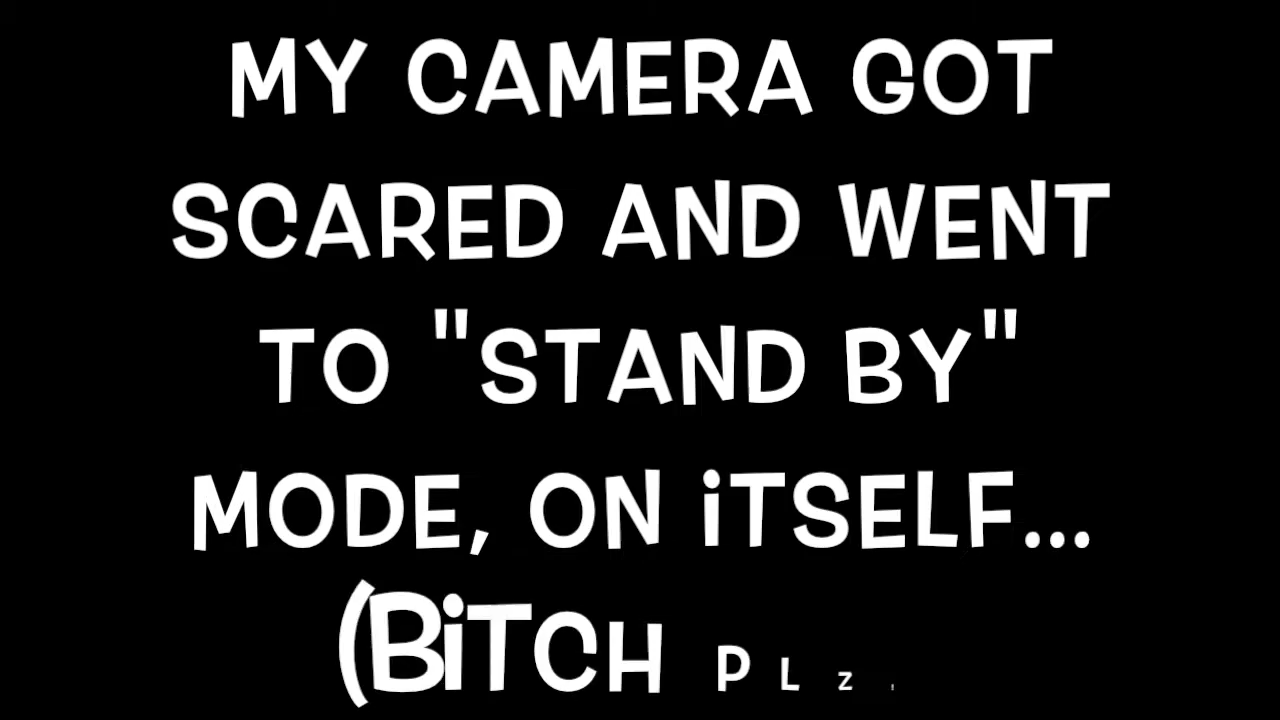 MY CAMERA GOT
SCARED AND WENT
TO "STAND BY"
MODE, ON iTSELF...
(BiTCH PLZ